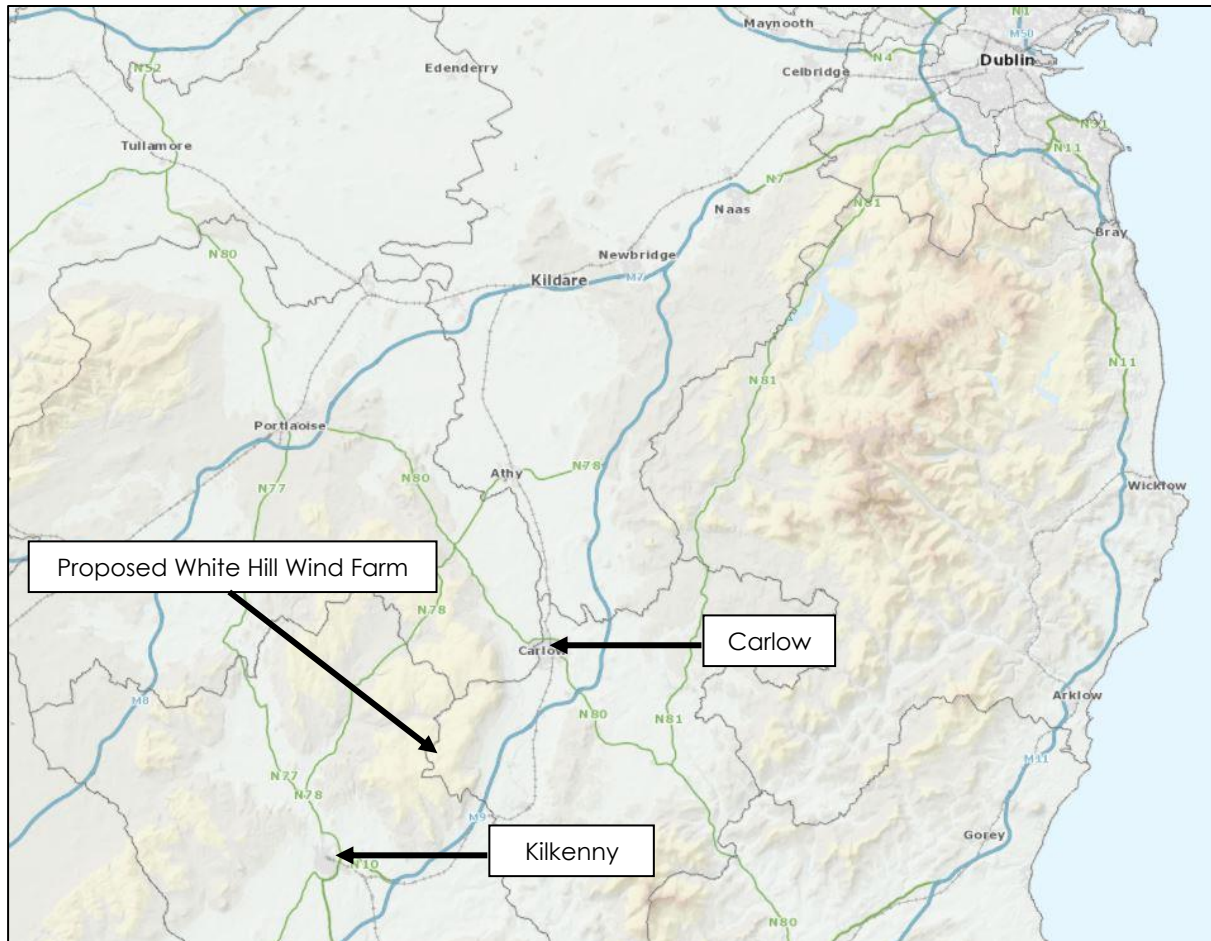 Maynooth
N1
M50
N52
Edenderry
N4
Dublin
Celbridge
Tullamore
N31
N11
N7
Naas
N81
Bray
N80
Newbridge
M7
Kildare
N11
N81
Portlaoise
N80
Athy
N78
N77
Wicklow
Proposed White Hill Wind Farm
N78
Carlow
Carlow
M8
N80
N81
Arklow
N77
M11
N78
M9
Gorey
Kilkenny
N10
N80